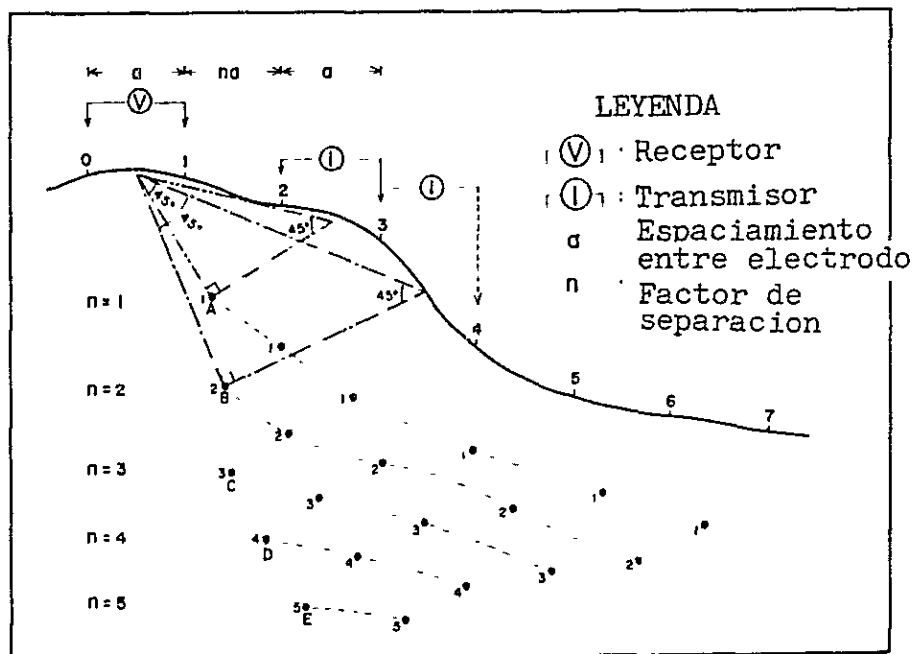 a na a
V
LEYENDA
V : Receptor
I : Transmisor
a Espaciamiento
entre electrodo
n : Factor de
separacion
I
I
0 1 2 3 4 5 6 7
45° 45° 45°
45°
n=1
1
A
1
n=2
2
B
1
2
2
1
n=3
3
C
3
3
2
1
n=4
4
D
4
4
3
2
1
n=5
5
E
5